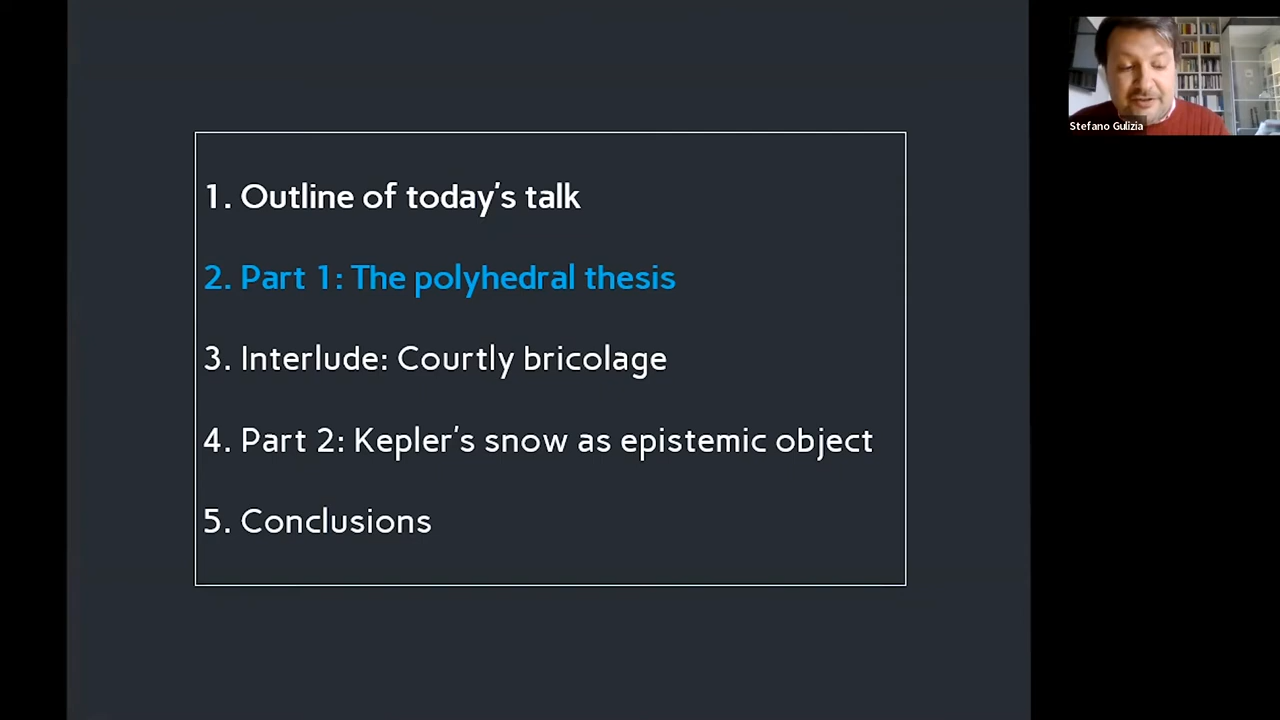 1. Outline of today's talk
2. Part 1: The polyhedral thesis
3. Interlude: Courtly bricolage
4. Part 2: Kepler's snow as epistemic object
5. Conclusions
Stefano Gulizia